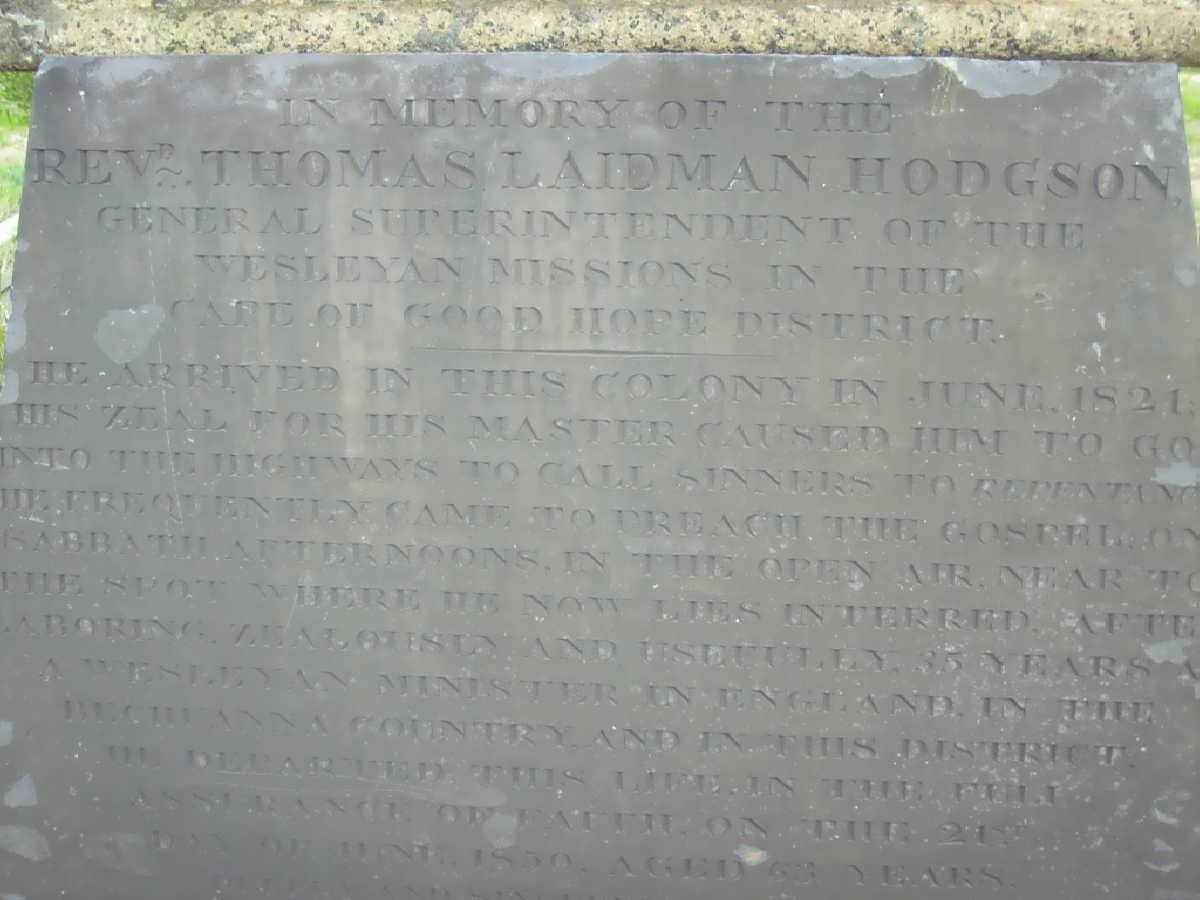 IN MEMORY OF THE
REVD. THOMAS LAIDMAN HODGSON,
GENERAL SUPERINTENDENT OF THE
WESLEYAN MISSIONS IN THE
CAPE OF GOOD HOPE DISTRICT.
HE ARRIVED IN THIS COLONY IN JUNE, 1821;
HIS ZEAL FOR HIS MASTER CAUSED HIM TO GO
INTO THE HIGHWAYS TO CALL SINNERS TO REPENTANC
HE FREQUENTLY CAME TO PREACH THE GOSPEL, ON
SABBATH AFTERNOONS, IN THE OPEN AIR, NEAR TO
THE SPOT WHERE HE NOW LIES INTERRED, AFTE
LABORING, ZEALOUSLY AND USEFULLY, 35 YEARS A
A WESLEYAN MINISTER IN ENGLAND, IN THE
BECHUANNA COUNTRY, AND IN THIS DISTRICT.
HE DEPARTED THIS LIFE, IN THE FULL
ASSURANCE OF FAITH, ON THE 21ST
DAY OF JUNE, 1850, AGED 63 YEARS.
DEEPLY AND